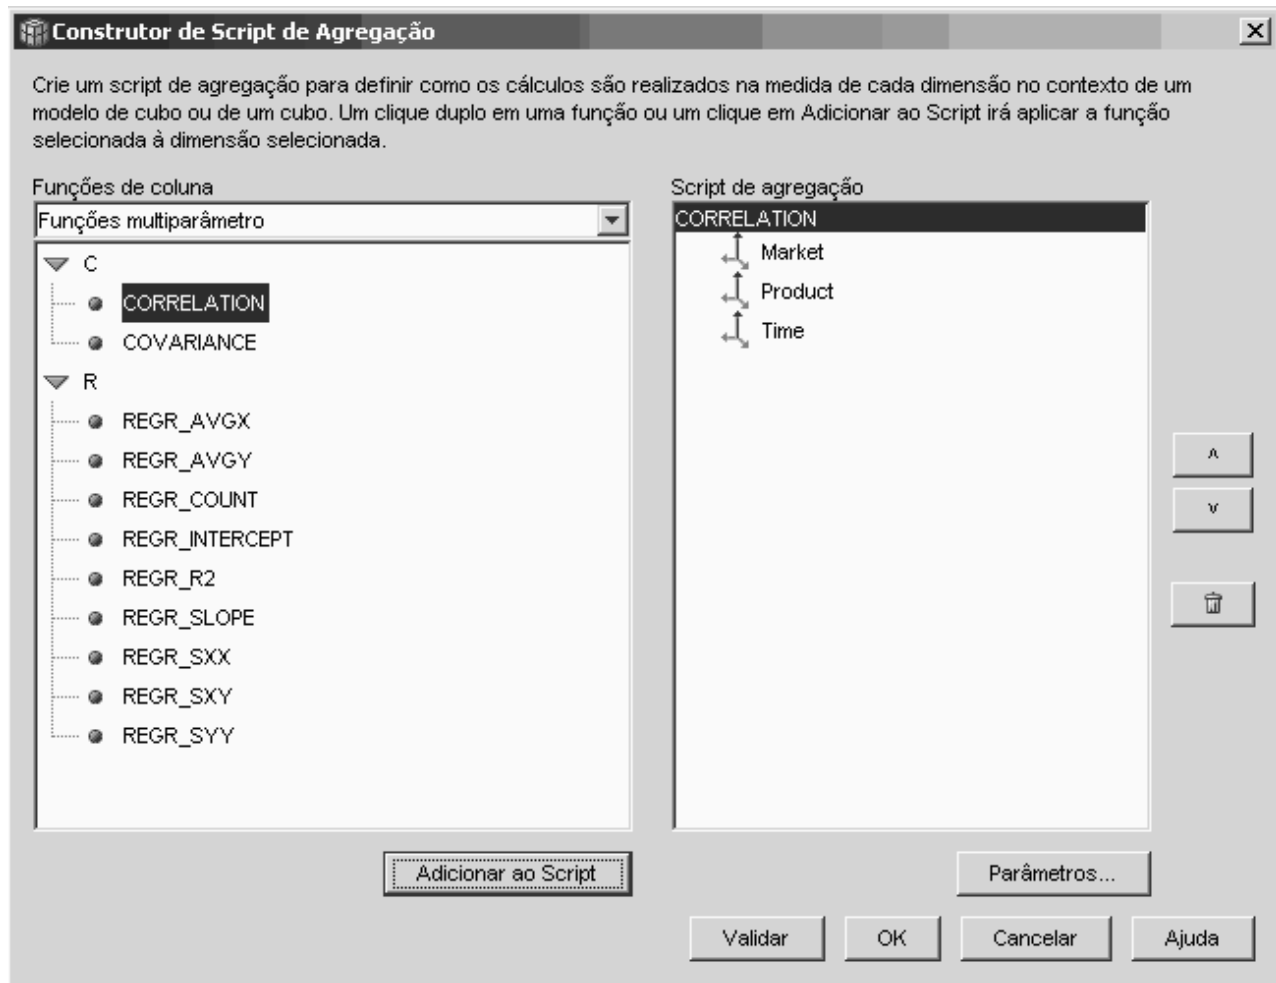 Construtor de Script de Agregação
Crie um script de agregação para definir como os cálculos são realizados na medida de cada dimensão no contexto de um
modelo de cubo ou de um cubo. Um clique duplo em uma função ou um clique em Adicionar ao Script irá aplicar a função
selecionada à dimensão selecionada.
Funções de coluna
Funções multiparâmetro
C
CORRELATION
COVARIANCE
R
REGR_AVGX
REGR_AVGY
REGR_COUNT
REGR_INTERCEPT
REGR_R2
REGR_SLOPE
REGR_SXX
REGR_SXY
REGR_SYY
Adicionar ao Script
Script de agregação
CORRELATION
Market
Product
Time
Parâmetros...
Validar
OK
Cancelar
Ajuda